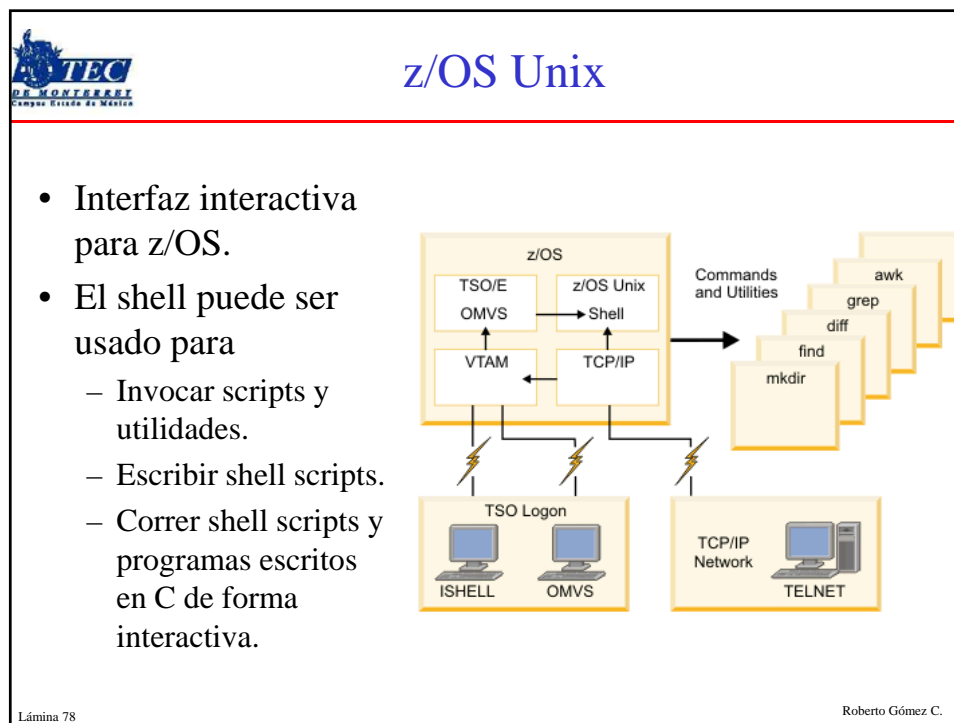 TEC
DE MONTERREY
Campus Estado de México
z/OS Unix
• Interfaz interactiva
para z/OS.
• El shell puede ser
usado para
– Invocar scripts y
utilidades.
– Escribir shell scripts.
– Correr shell scripts y
programas escritos
en C de forma
interactiva.
z/OS
TSO/E
OMVS
z/OS Unix
Shell
VTAM
TCP/IP
Commands
and Utilities
awk
grep
diff
find
mkdir
TSO Logon
ISHELL
OMVS
TCP/IP
Network
TELNET
Lámina 78
Roberto Gómez C.